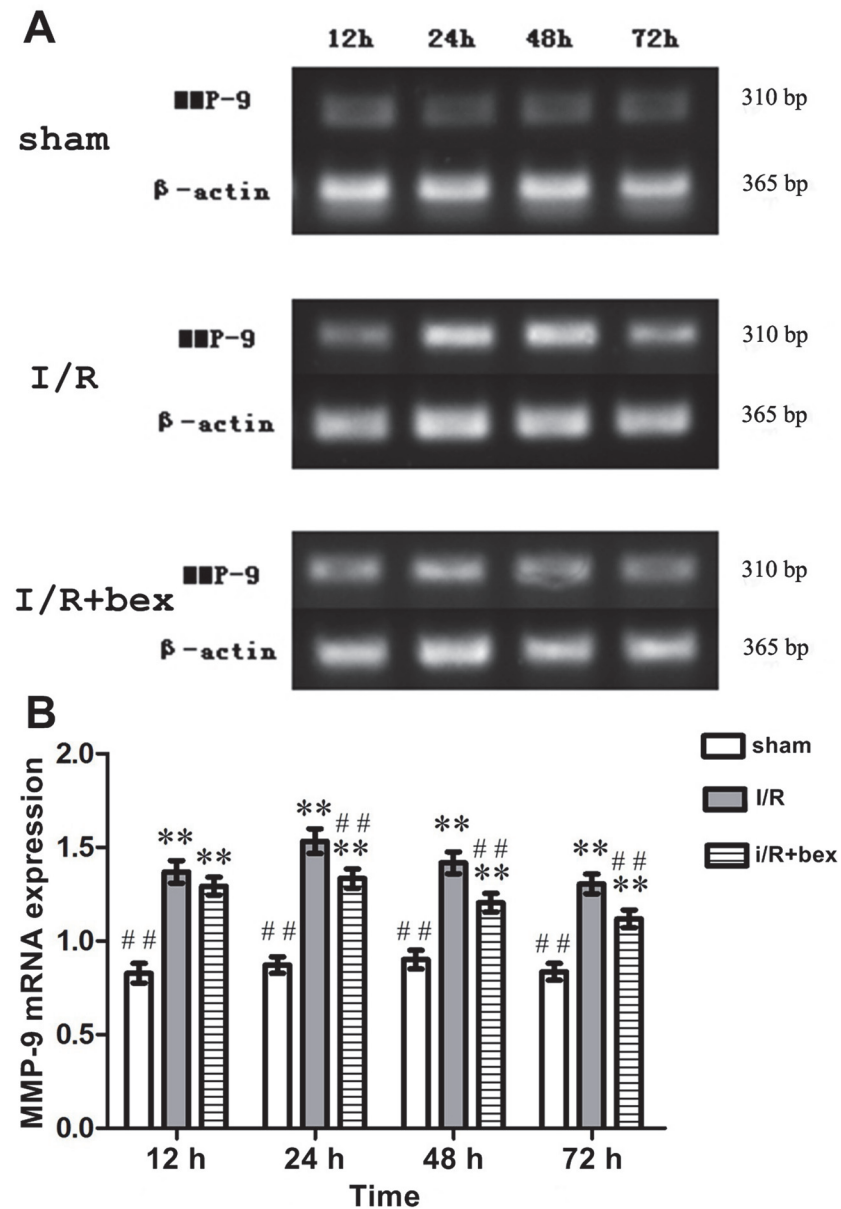 A
12h 24h 48h 72h
■■P-9 310 bp
sham
β-actin 365 bp
■■P-9 310 bp
I/R
β-actin 365 bp
■■P-9 310 bp
I/R+bex
β-actin 365 bp
B
sham
I/R
i/R+bex
MMP-9 mRNA expression
2.0
1.5
1.0
0.5
0.0
## ** **
## ** ## **
## ** ## **
## ** ## **
12 h 24 h 48 h 72 h
Time